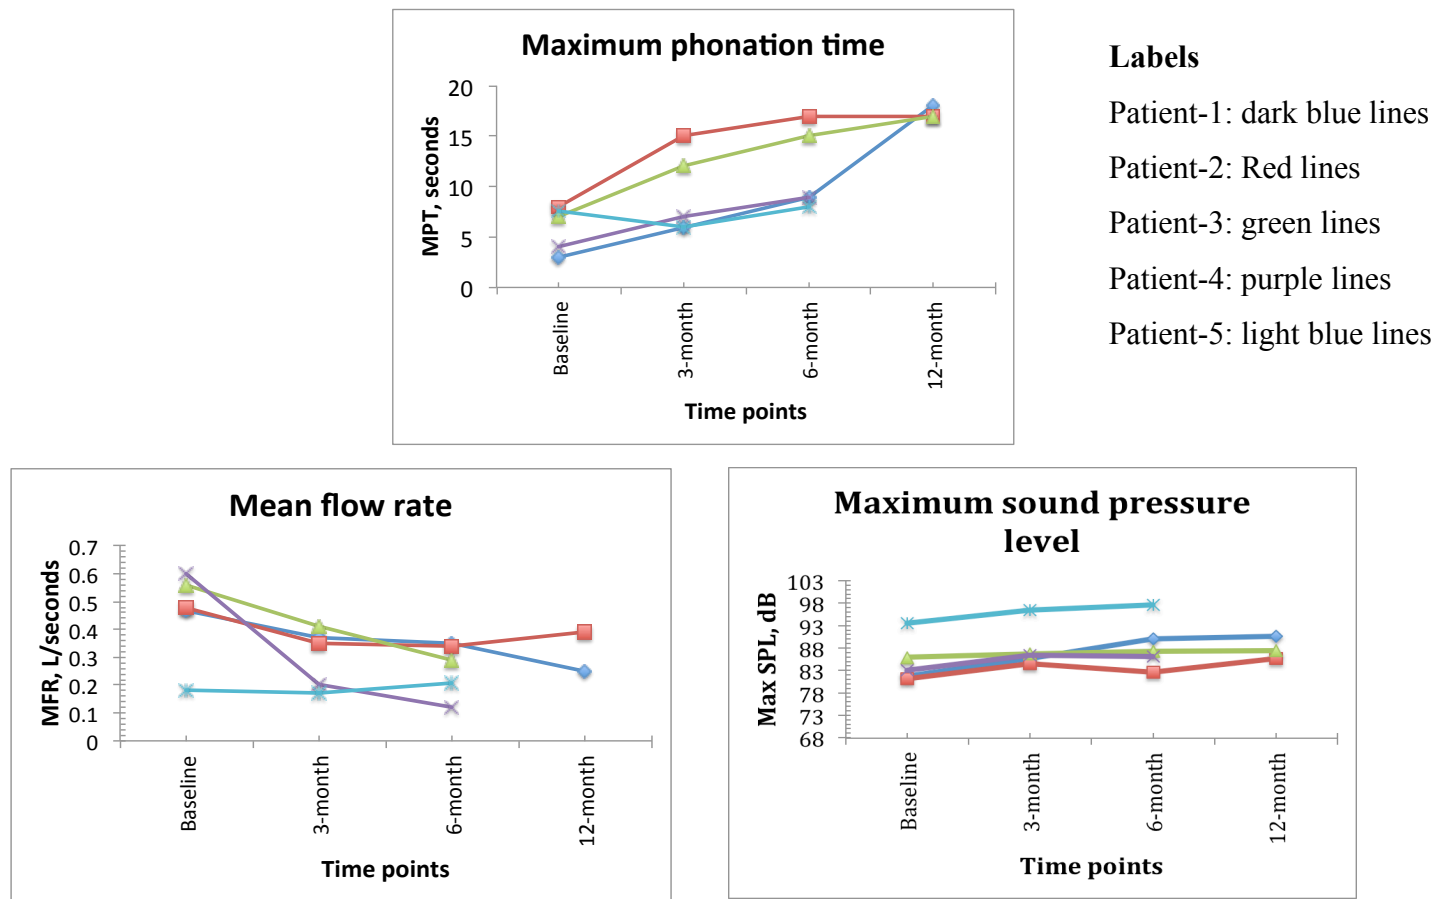 Maximum phonation time
MPT, seconds
20
15
10
5
0
Baseline
3-month
6-month
12-month
Time points
Labels
Patient-1: dark blue lines
Patient-2: Red lines
Patient-3: green lines
Patient-4: purple lines
Patient-5: light blue lines
Mean flow rate
MFR, L/seconds
0.7
0.6
0.5
0.4
0.3
0.2
0.1
0
Baseline
3-month
6-month
12-month
Time points
Maximum sound pressure
level
Max SPL, dB
103
98
93
88
83
78
73
68
Baseline
3-month
6-month
12-month
Time points